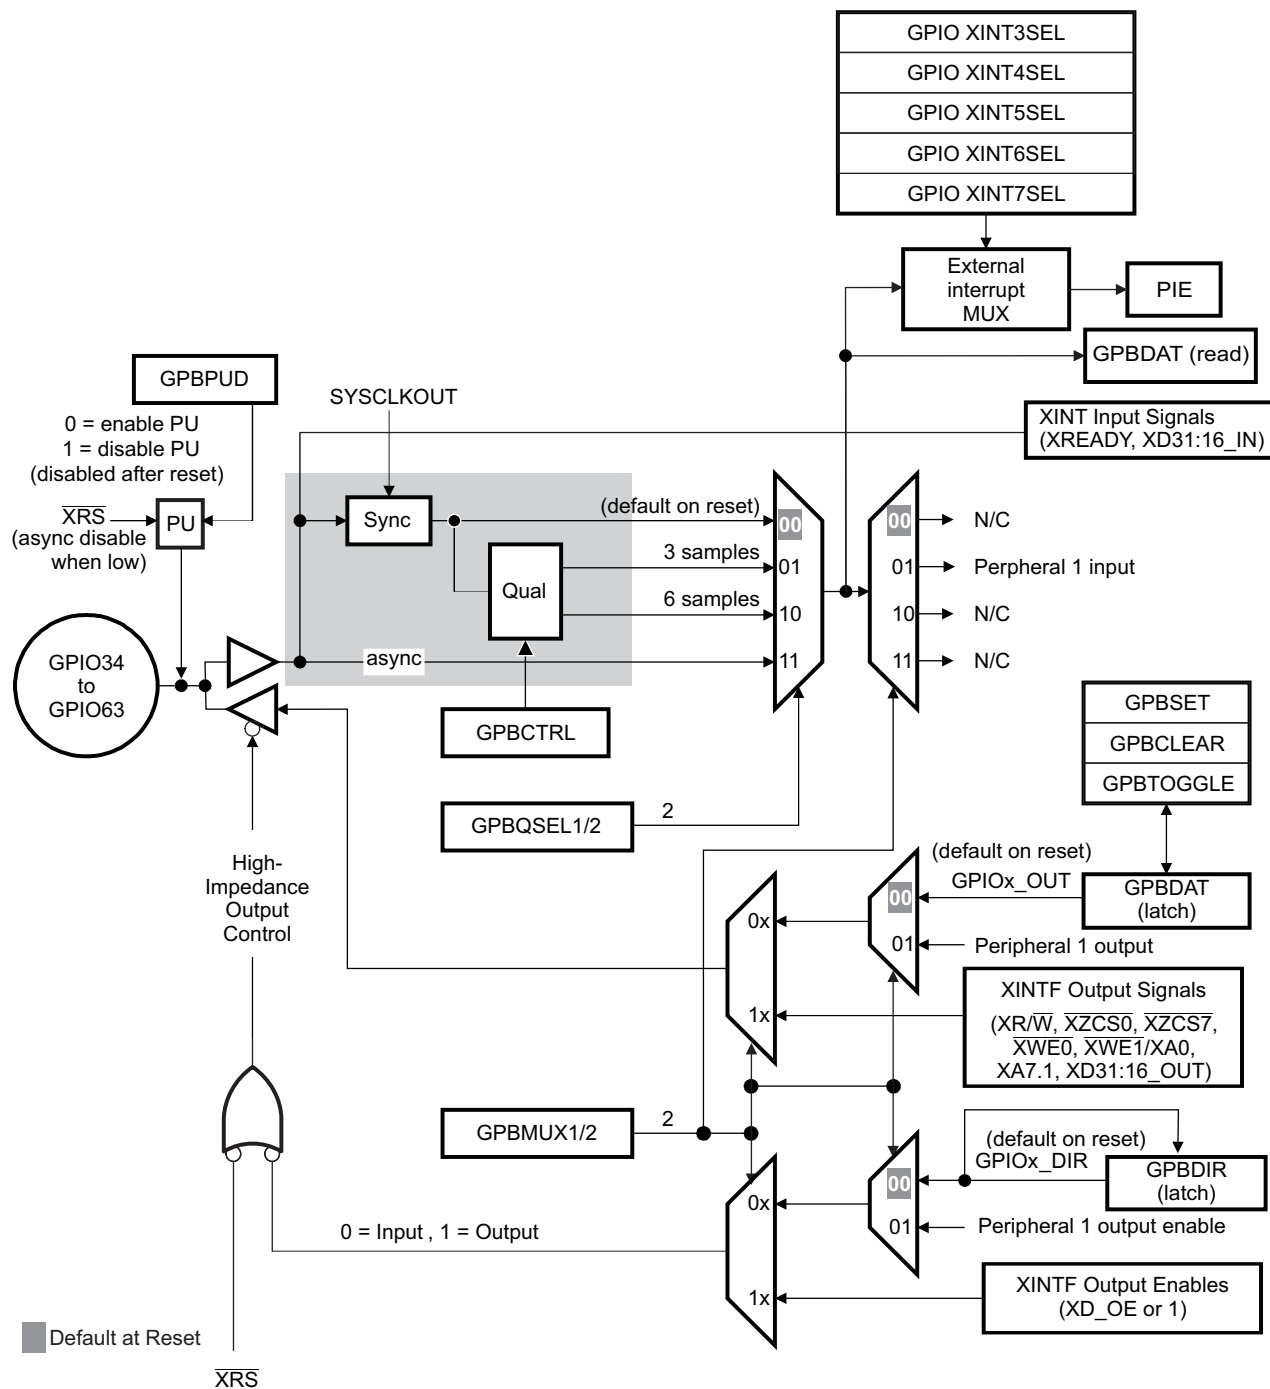 GPIO XINT3SEL
GPIO XINT4SEL
GPIO XINT5SEL
GPIO XINT6SEL
GPIO XINT7SEL
External
interrupt
MUX
PIE
GPBDAT (read)
GPBPUD
0 = enable PU
1 = disable PU
(disabled after reset)
SYSCLKOUT
XINT Input Signals
(XREADY, XD31:16_IN)
XRS
(async disable
when low)
PU
Sync
(default on reset)
3 samples
6 samples
Qual
async
00
01
10
11
00
01
10
11
N/C
Perpheral 1 input
N/C
N/C
GPIO34
to
GPIO63
GPBCTRL
GPBQSEL1/2
2
GPBSET
GPBCLEAR
GPBTOGGLE
High-
Impedance
Output
Control
(default on reset)
GPIOx_OUT
GPBDAT
(latch)
00
01
Peripheral 1 output
0x
1x
XINTF Output Signals
(XR/W, XZCS0, XZCS7,
XWE0, XWE1/XA0,
XA7.1, XD31:16_OUT)
GPBMUX1/2
2
(default on reset)
GPIOx_DIR
GPBDIR
(latch)
00
01
Peripheral 1 output enable
0x
1x
0 = Input , 1 = Output
XINTF Output Enables
(XD_OE or 1)
Default at Reset
XRS